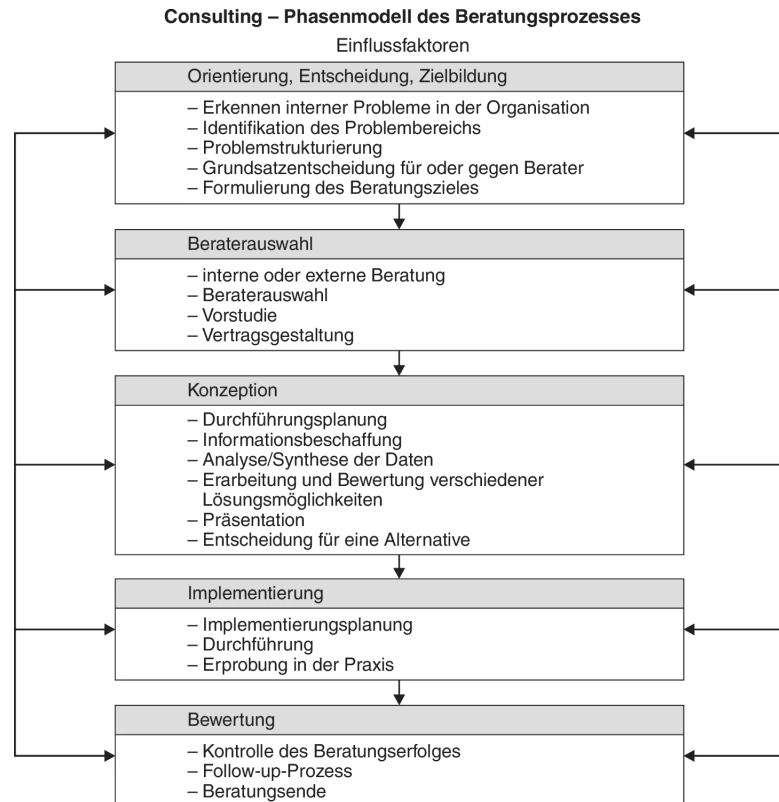 Consulting – Phasenmodell des Beratungsprozesses
Einflussfaktoren
Orientierung, Entscheidung, Zielbildung
– Erkennen interner Probleme in der Organisation
– Identifikation des Problembereichs
– Problemstrukturierung
– Grundsatzentscheidung für oder gegen Berater
– Formulierung des Beratungszieles
Beraterauswahl
– interne oder externe Beratung
– Beraterauswahl
– Vorstudie
– Vertragsgestaltung
Konzeption
– Durchführungsplanung
– Informationsbeschaffung
– Analyse/Synthese der Daten
– Erarbeitung und Bewertung verschiedener
Lösungsmöglichkeiten
– Präsentation
– Entscheidung für eine Alternative
Implementierung
– Implementierungsplanung
– Durchführung
– Erprobung in der Praxis
Bewertung
– Kontrolle des Beratungserfolges
– Follow-up-Prozess
– Beratungsende